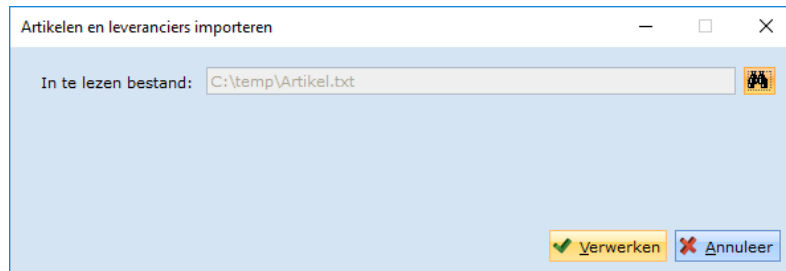 Artikelen en leveranciers importeren
In te lezen bestand: C:\temp\Artikel.txt
Verwerken Annuleer